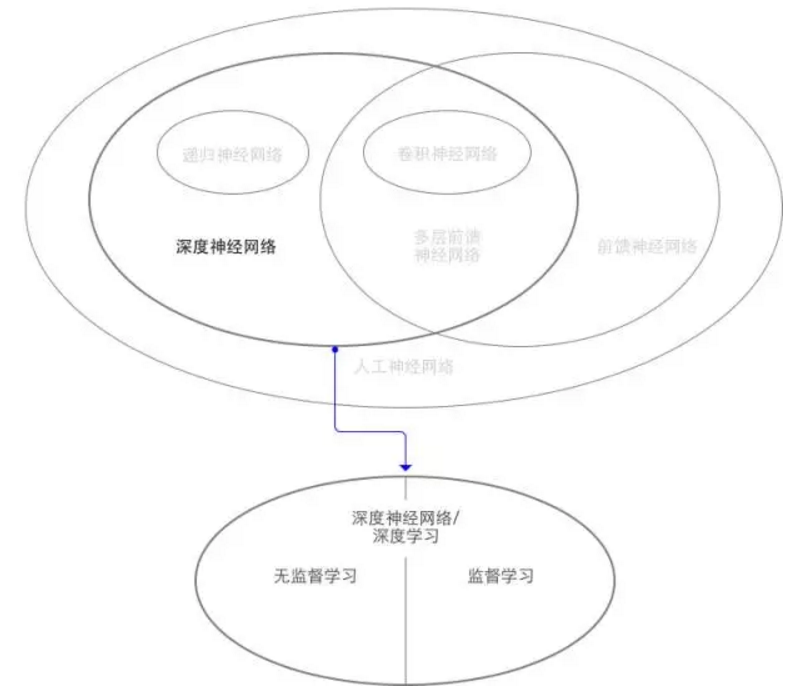 递归神经网络
卷积神经网络
深度神经网络
多层前馈
神经网络
前馈神经网络
人工神经网络
深度神经网络/
深度学习
无监督学习
监督学习